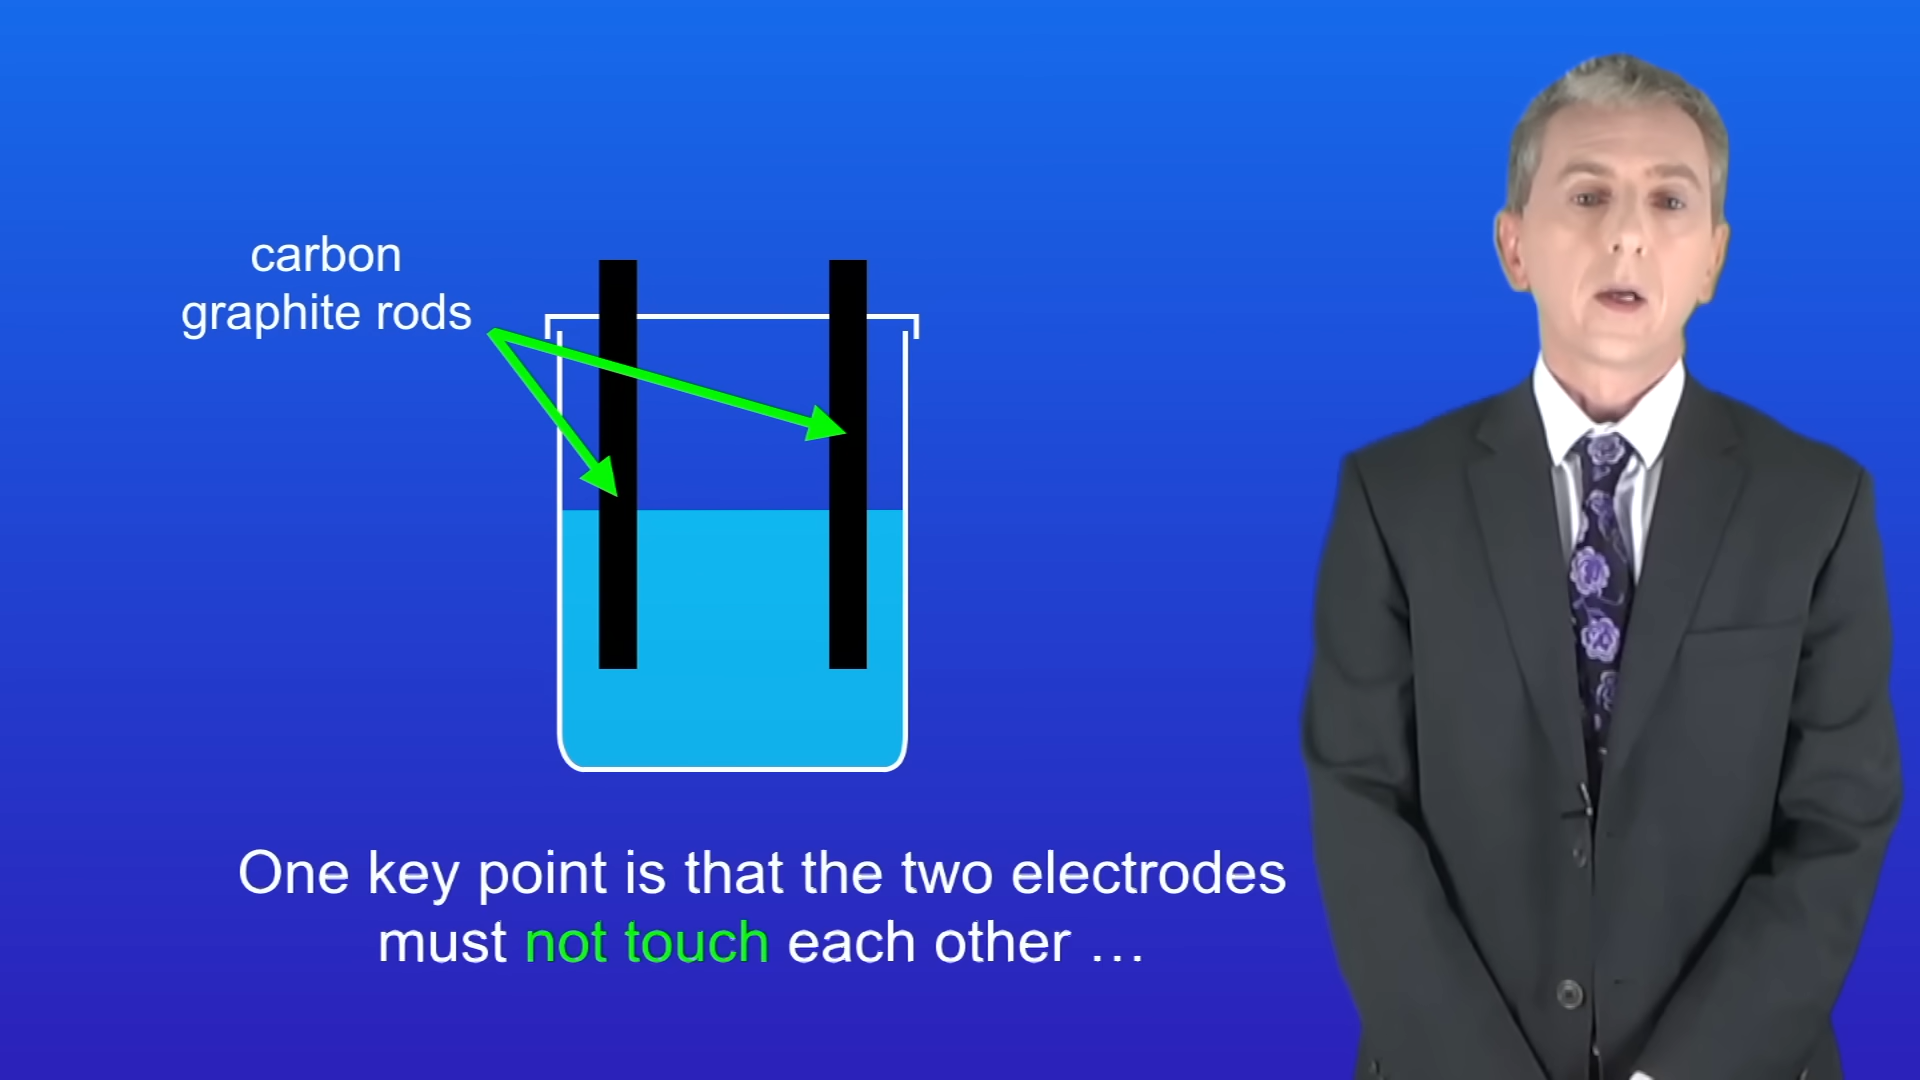 carbon
graphite rods
One key point is that the two electrodes
must not touch each other …